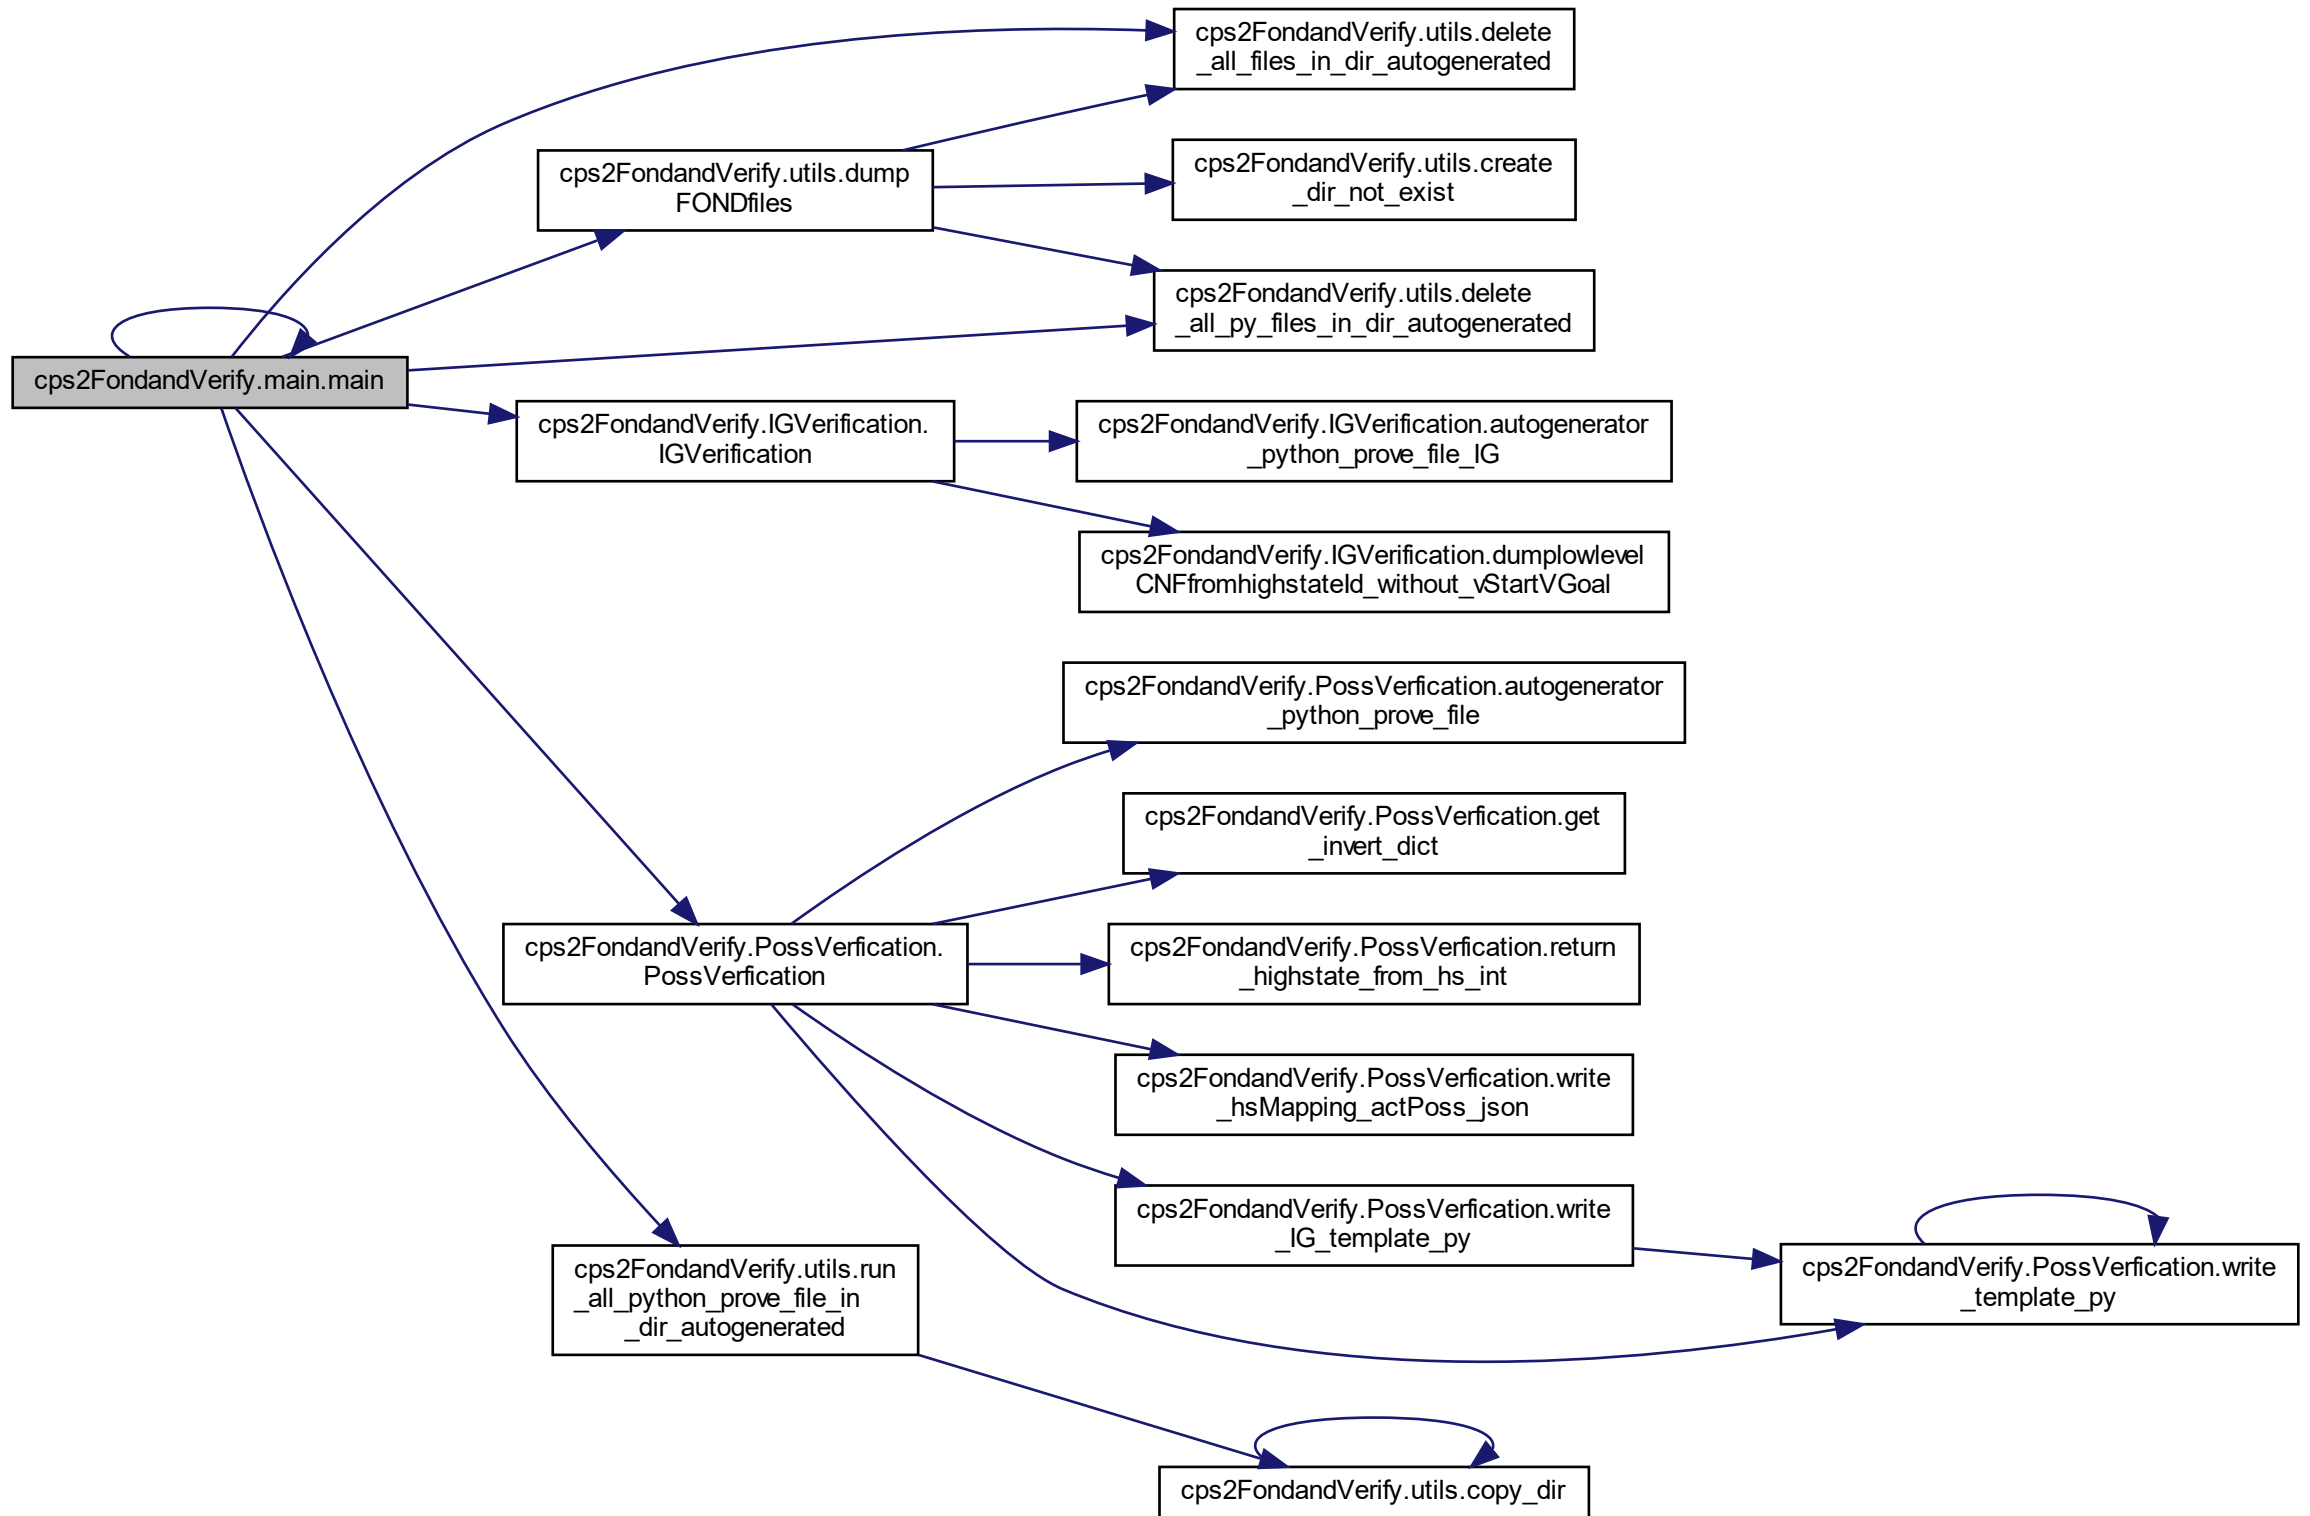 cps2FondandVerify.utils.delete
_all_files_in_dir_autogenerated
cps2FondandVerify.utils.dump
FONDfiles
cps2FondandVerify.utils.create
_dir_not_exist
cps2FondandVerify.utils.delete
_all_py_files_in_dir_autogenerated
cps2FondandVerify.main.main
cps2FondandVerify.IGVerification.
IGVerification
cps2FondandVerify.IGVerification.autogenerator
_python_prove_file_IG
cps2FondandVerify.IGVerification.dumplowlevel
CNFfromhighstateId_without_vStartVGoal
cps2FondandVerify.PossVerfication.autogenerator
_python_prove_file
cps2FondandVerify.PossVerfication.get
_invert_dict
cps2FondandVerify.PossVerfication.
PossVerfication
cps2FondandVerify.PossVerfication.return
_highstate_from_hs_int
cps2FondandVerify.PossVerfication.write
_hsMapping_actPoss_json
cps2FondandVerify.PossVerfication.write
_IG_template_py
cps2FondandVerify.PossVerfication.write
_template_py
cps2FondandVerify.utils.run
_all_python_prove_file_in
_dir_autogenerated
cps2FondandVerify.utils.copy_dir